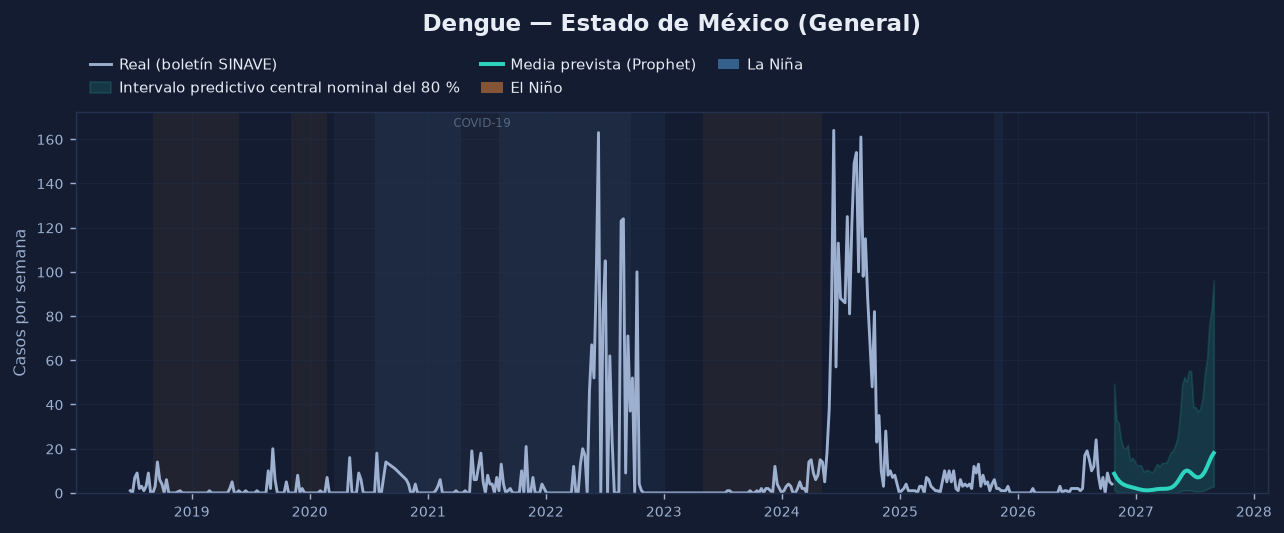 Dengue — Estado de México (General)
Real (boletín SINAVE)
Media prevista (Prophet)
La Niña
Intervalo predictivo central nominal del 80 %
El Niño
COVID-19
Casos por semana
160
140
120
100
80
60
40
20
0
2019
2020
2021
2022
2023
2024
2025
2026
2027
2028